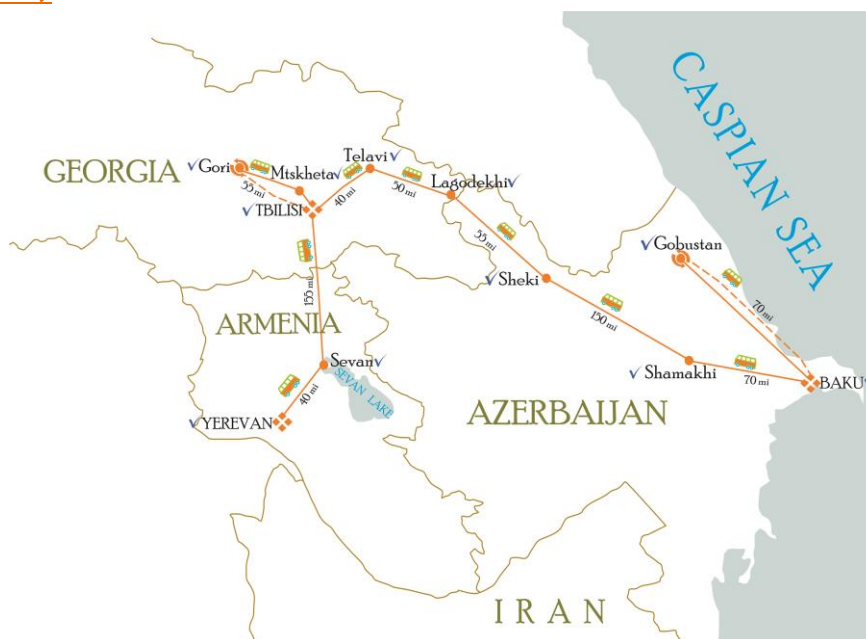 CASPIAN SEA
GEORGIA
Gori
Mtskheta
Telavi
Lagodekhi
TBILISI
55 mi
40 mi
50 mi
55 mi
Gobustan
Sheki
70 mi
155 mi
150 mi
ARMENIA
Sevan
SEVAN LAKE
40 mi
YEREVAN
Shamakhi
70 mi
BAKU
AZERBAIJAN
IRAN